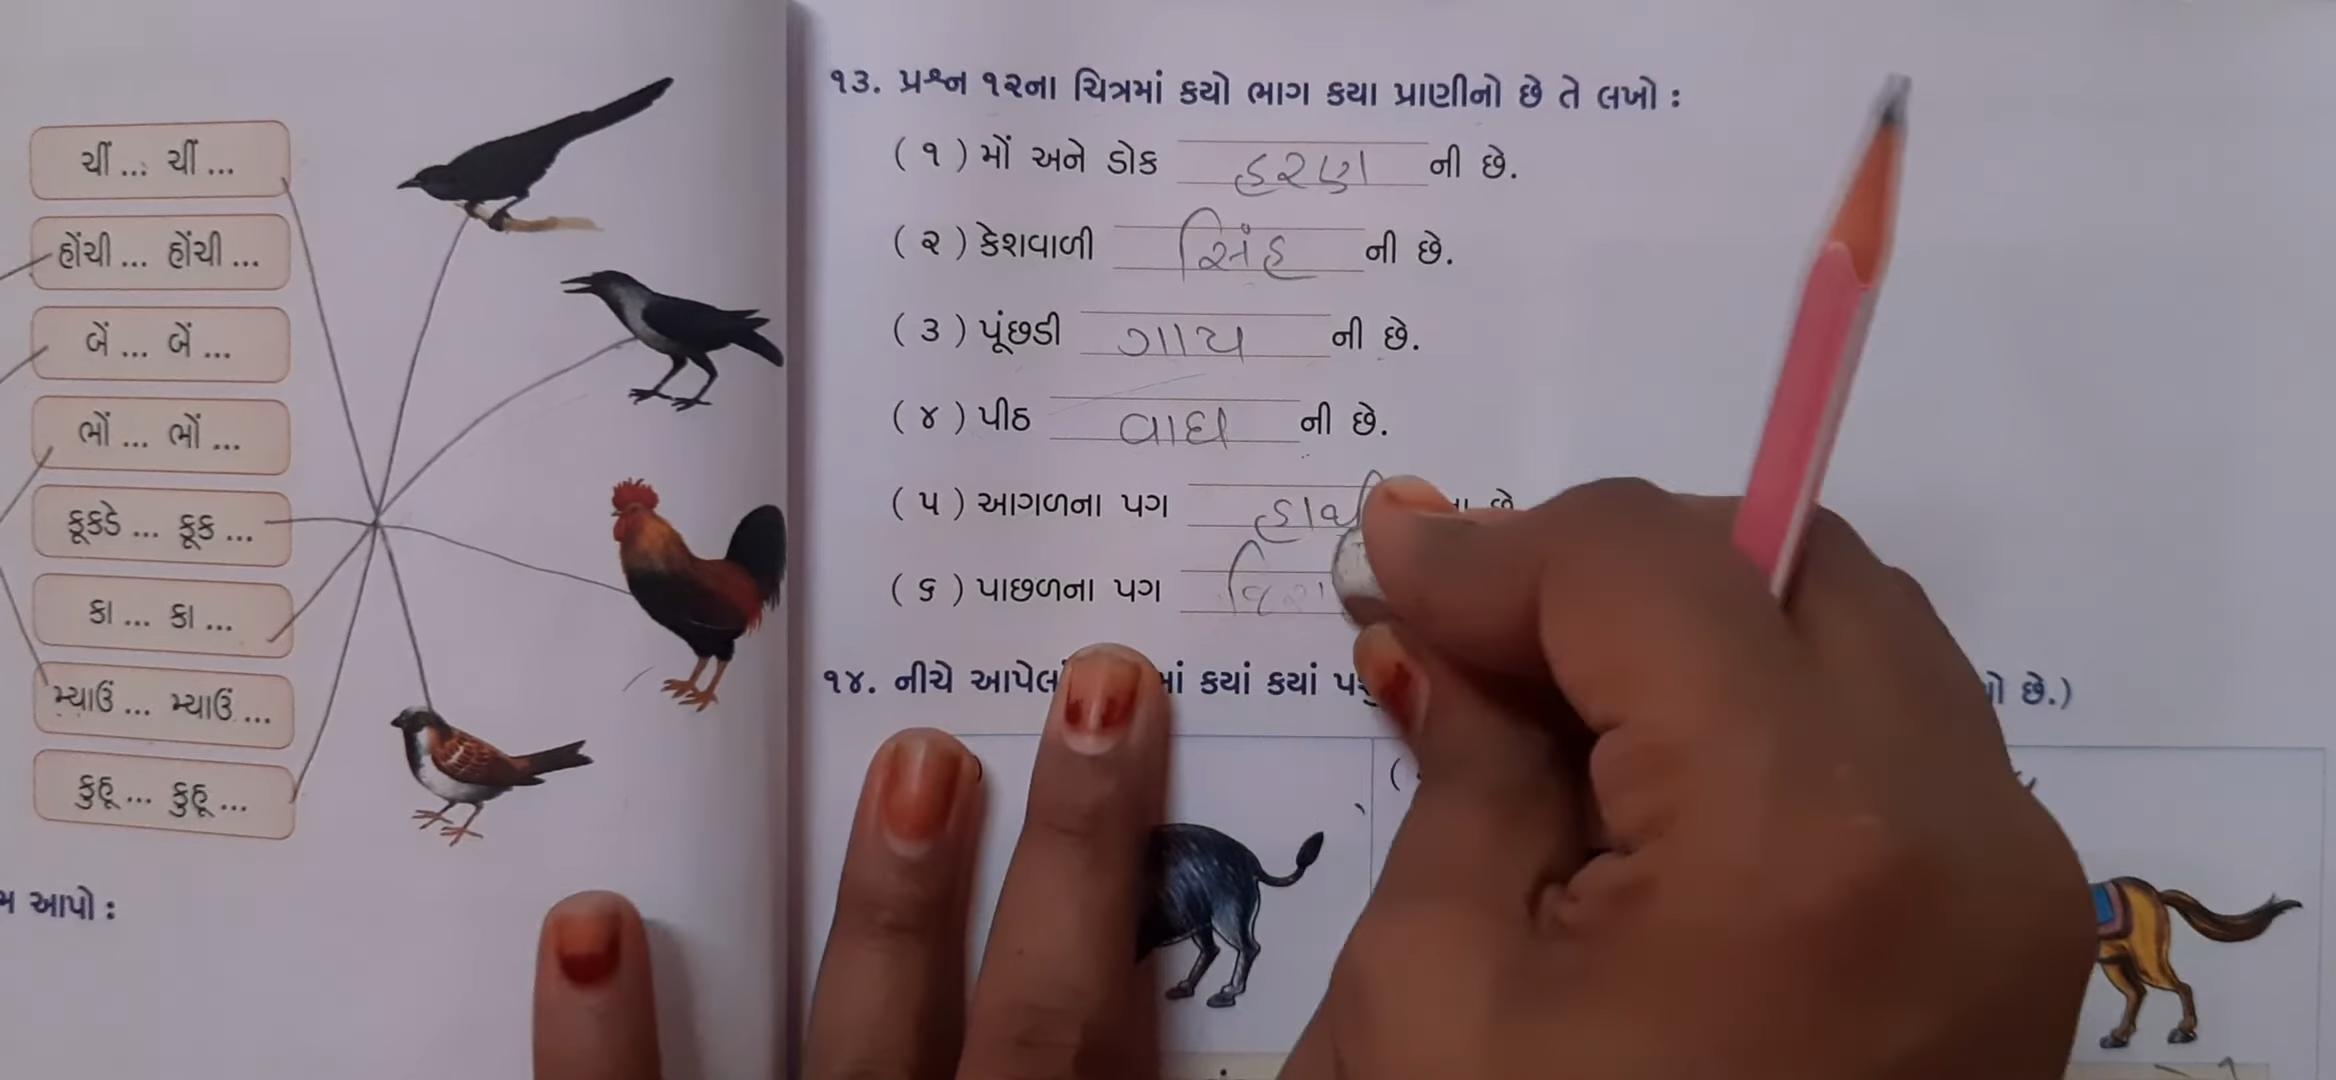 ચીં ... ચીં ...
હોંચી ... હોંચી ...
બેં ... બેં ...
ભોં ... ભોં ...
કૂકડે ... કૂક ...
કા ... કા ...
મ્યાઉં ... મ્યાઉં ...
કુહૂ ... કુહૂ ...
આપો :
૧૩. પ્રશ્ન ૧૨ના ચિત્રમાં કયો ભાગ કયા પ્રાણીનો છે તે લખો :
( ૧ ) મોં અને ડોક હરણ ની છે.
( ૨ ) કેશવાળી સિંહ ની છે.
( ૩ ) પૂંછડી ગાય ની છે.
( ૪ ) પીઠ વાઘ ની છે.
( ૫ ) આગળના પગ છે
( ૬ ) પાછળના પગ
૧૪. નીચે કયાં કયાં છે.)